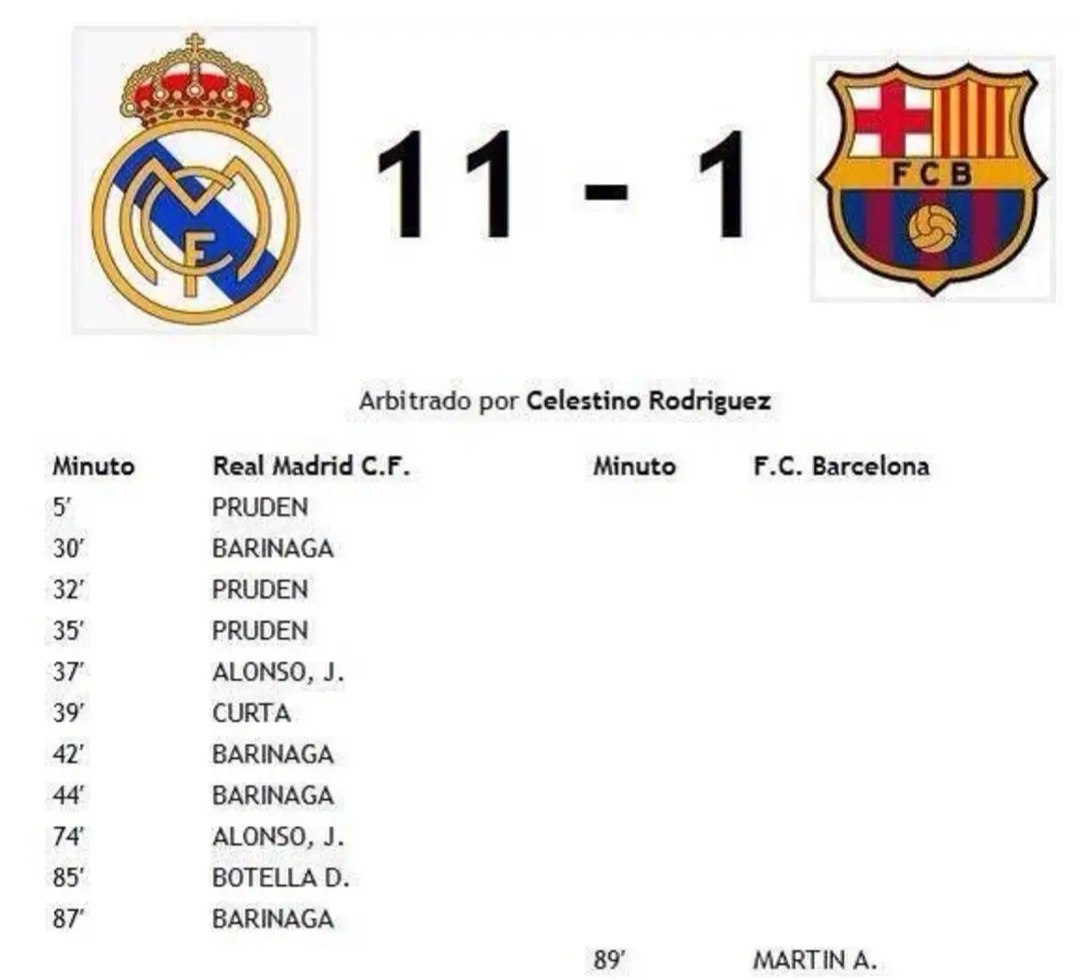 11 - 1
FCB
Arbitrado por Celestino Rodriguez
Minuto Real Madrid C.F. Minuto F.C. Barcelona
5' PRUDEN
30' BARINAGA
32' PRUDEN
35' PRUDEN
37' ALONSO, J.
39' CURTA
42' BARINAGA
44' BARINAGA
74' ALONSO, J.
85' BOTELLA D.
87' BARINAGA
89' MARTIN A.